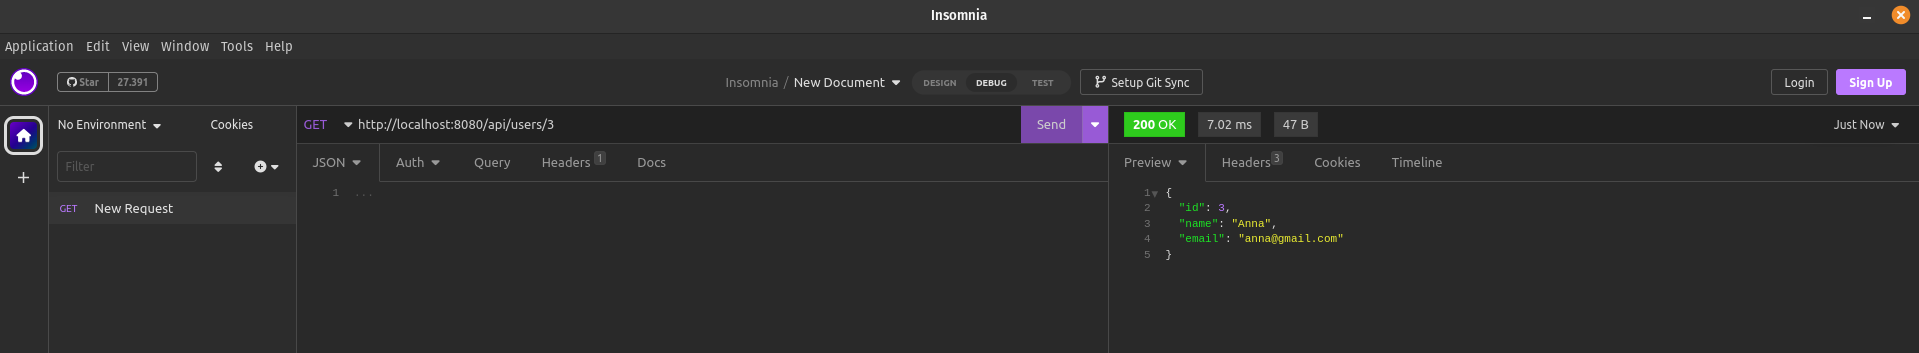 Insomnia
Application Edit View Window Tools Help
Star 27.391 Insomnia / New Document DESIGN DEBUG TEST Setup Git Sync Login Sign Up
No Environment Cookies GET http://localhost:8080/api/users/3 Send 200 OK 7.02 ms 47 B Just Now
Filter JSON Auth Query Headers 1 Docs Preview Headers 3 Cookies Timeline
GET New Request
1 ...
1 {
2 "id": 3,
3 "name": "Anna",
4 "email": "anna@gmail.com"
5 }